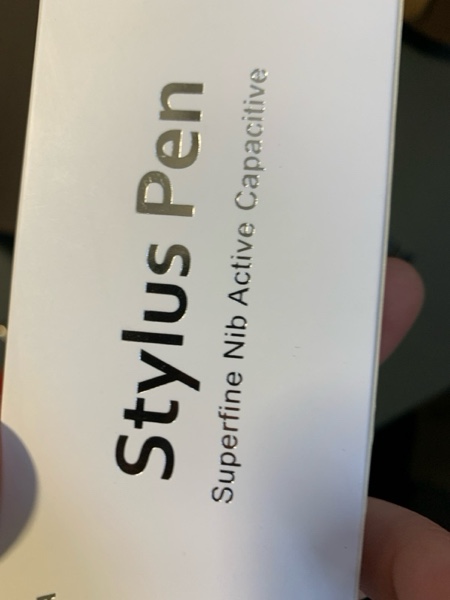 Stylus Pen
Superfine Nib Active Capacitive